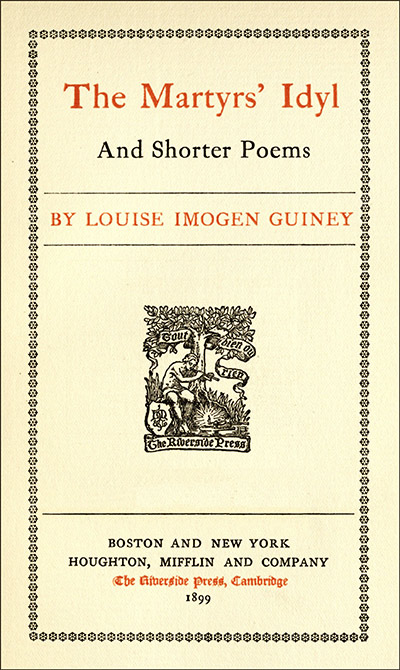 The Martyrs' Idyl
And Shorter Poems
BY LOUISE IMOGEN GUINEY
Tout bien ou
rien
The Riverside Press
BOSTON AND NEW YORK
HOUGHTON, MIFFLIN AND COMPANY
The Riverside Press, Cambridge
1899